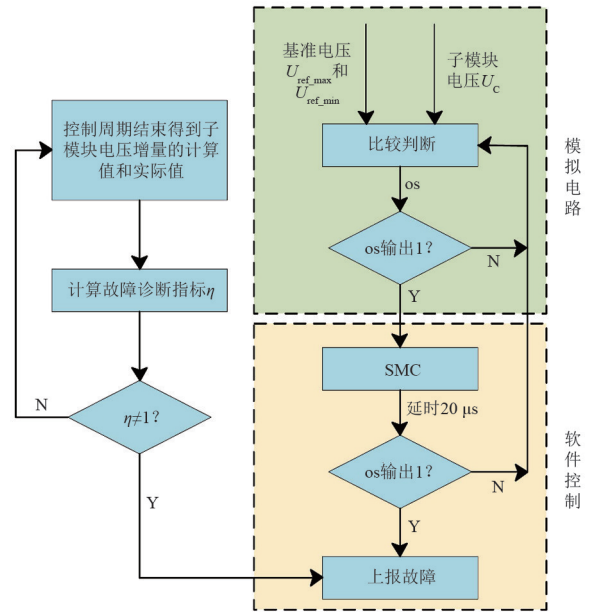 控制周期结束得到子
模块电压增量的计算
值和实际值
计算故障诊断指标η
η≠1?
N
Y
基准电压
U_ref_max和
U_ref_min
子模块
电压U_C
比较判断
os
os输出1?
N
Y
模拟电路
SMC
延时20 μs
os输出1?
N
Y
上报故障
软件控制